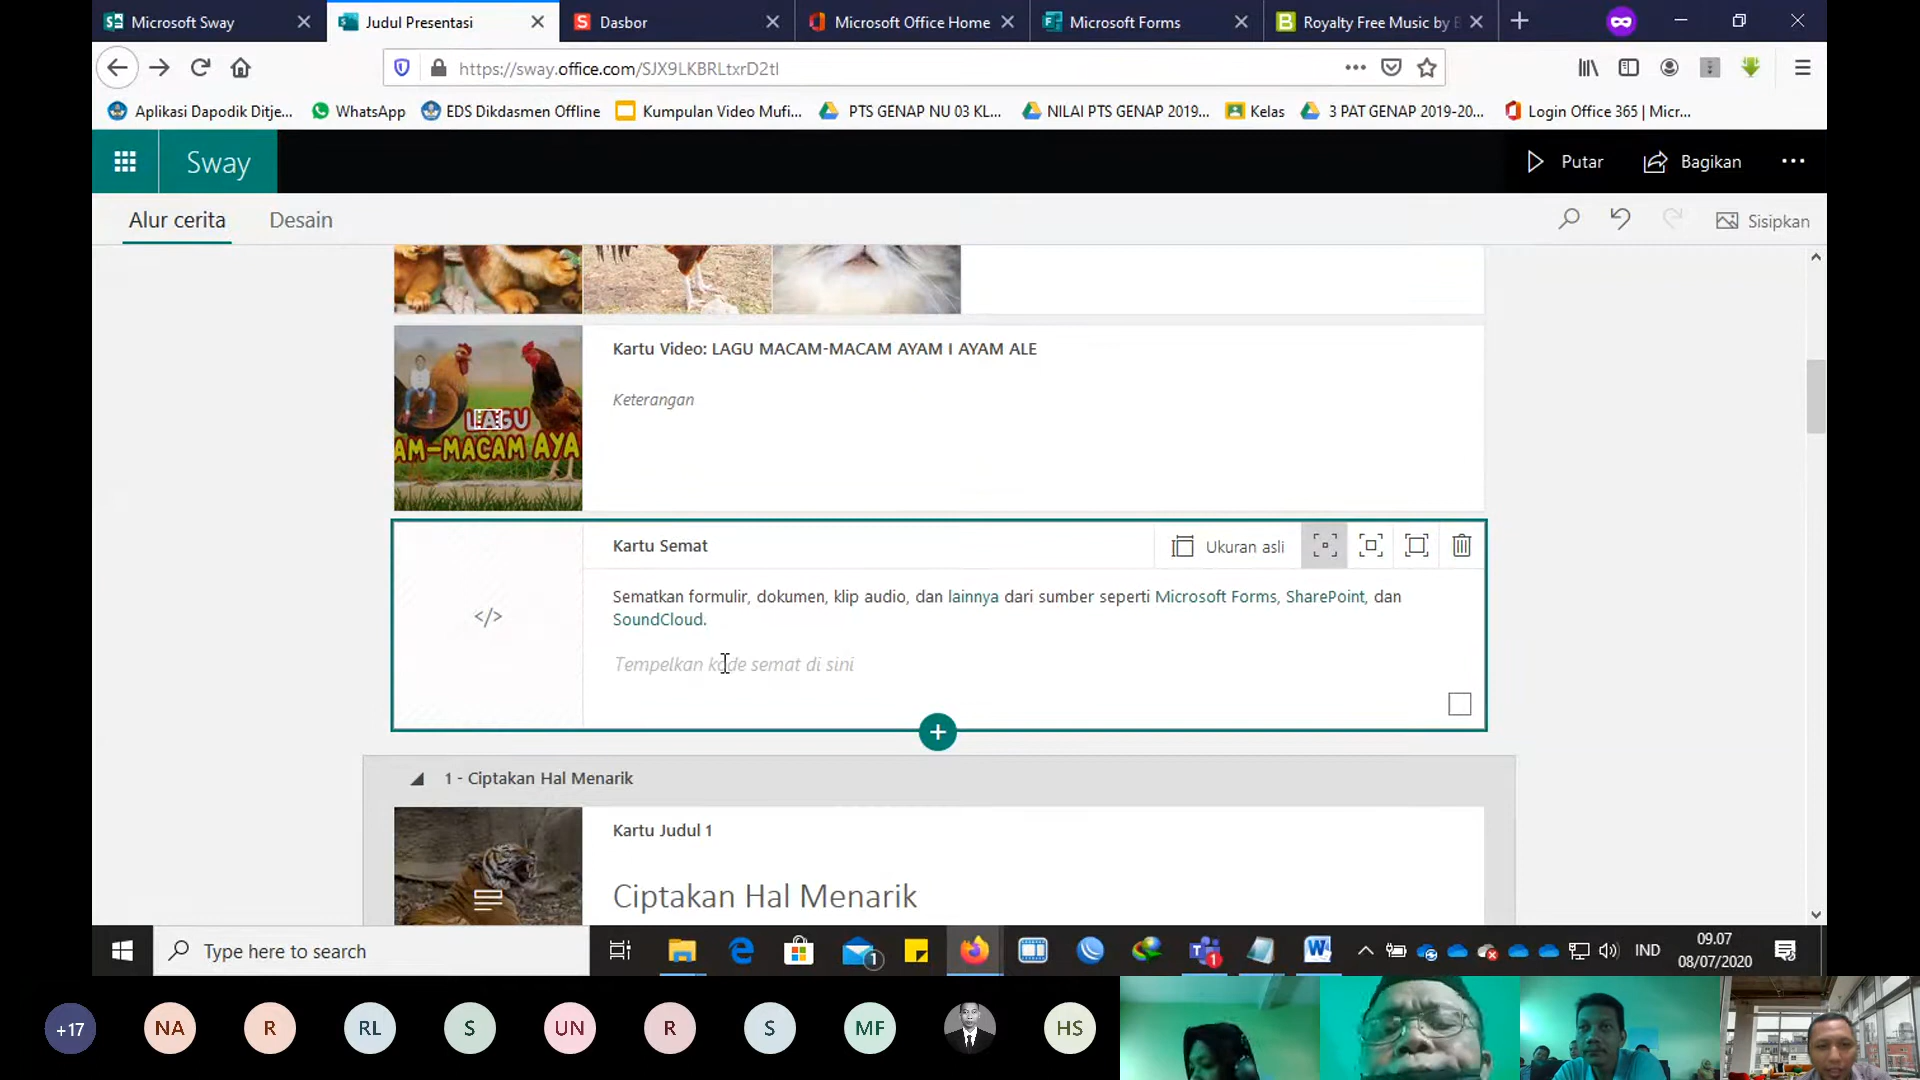 Microsoft Sway
Judul Presentasi
Dasbor
Microsoft Office Home
Microsoft Forms
Royalty Free Music by
https://sway.office.com/SJX9LKBRLtxrD2tl
Aplikasi Dapodik Ditje...
WhatsApp
EDS Dikdasmen Offline
Kumpulan Video Mufi...
PTS GENAP NU 03 KL...
NILAI PTS GENAP 2019...
Kelas
3 PAT GENAP 2019-20...
Login Office 365 | Micr...
Sway
Putar
Bagikan
Alur cerita
Desain
Sisipkan
Kartu Video: LAGU MACAM-MACAM AYAM I AYAM ALE
Keterangan
LAGU
AM-MACAM AYA
Kartu Semat
Ukuran asli
Sematkan formulir, dokumen, klip audio, dan lainnya dari sumber seperti Microsoft Forms, SharePoint, dan
SoundCloud.
</>
Tempelkan kode semat di sini
1 - Ciptakan Hal Menarik
Kartu Judul 1
Ciptakan Hal Menarik
Type here to search
1
1
IND
09.07
08/07/2020
+17
NA
R
RL
S
UN
R
S
MF
HS